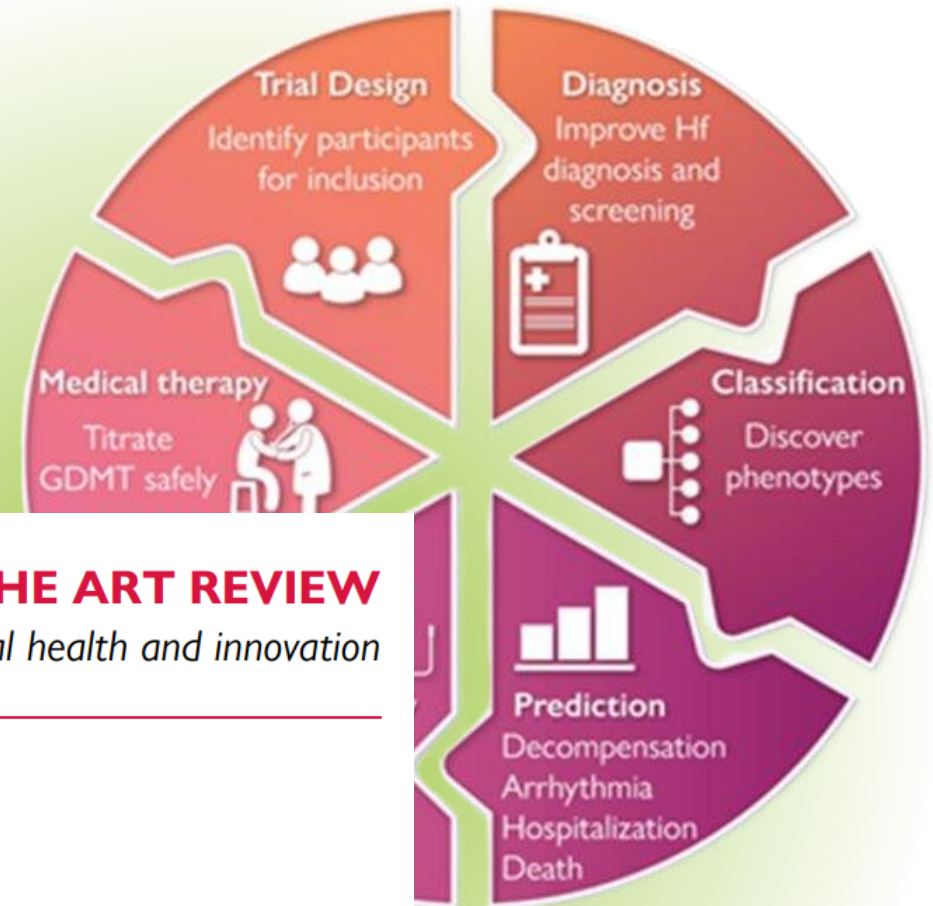 Trial Design
Identify participants
for inclusion
Diagnosis
Improve Hf
diagnosis and
screening
Medical therapy
Titrate
GDMT safely
Classification
Discover
phenotypes
HE ART REVIEW
al health and innovation
Prediction
Decompensation
Arrhythmia
Hospitalization
Death